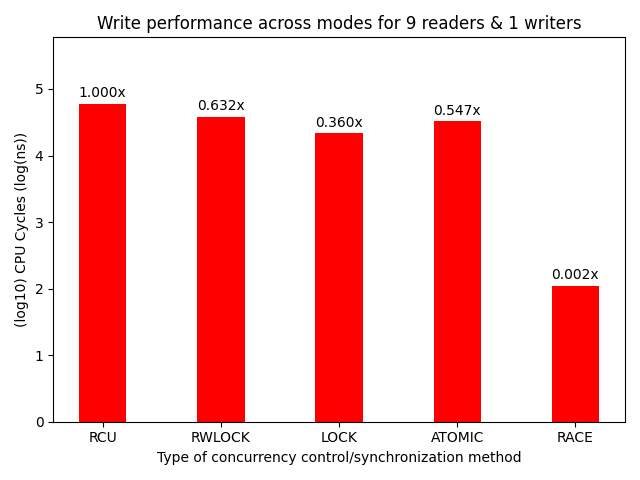 Write performance across modes for 9 readers & 1 writers
(log10) CPU Cycles (log(ns))
5
4
3
2
1
0
1.000x
0.632x
0.360x
0.547x
0.002x
RCU
RWLOCK
LOCK
ATOMIC
RACE
Type of concurrency control/synchronization method